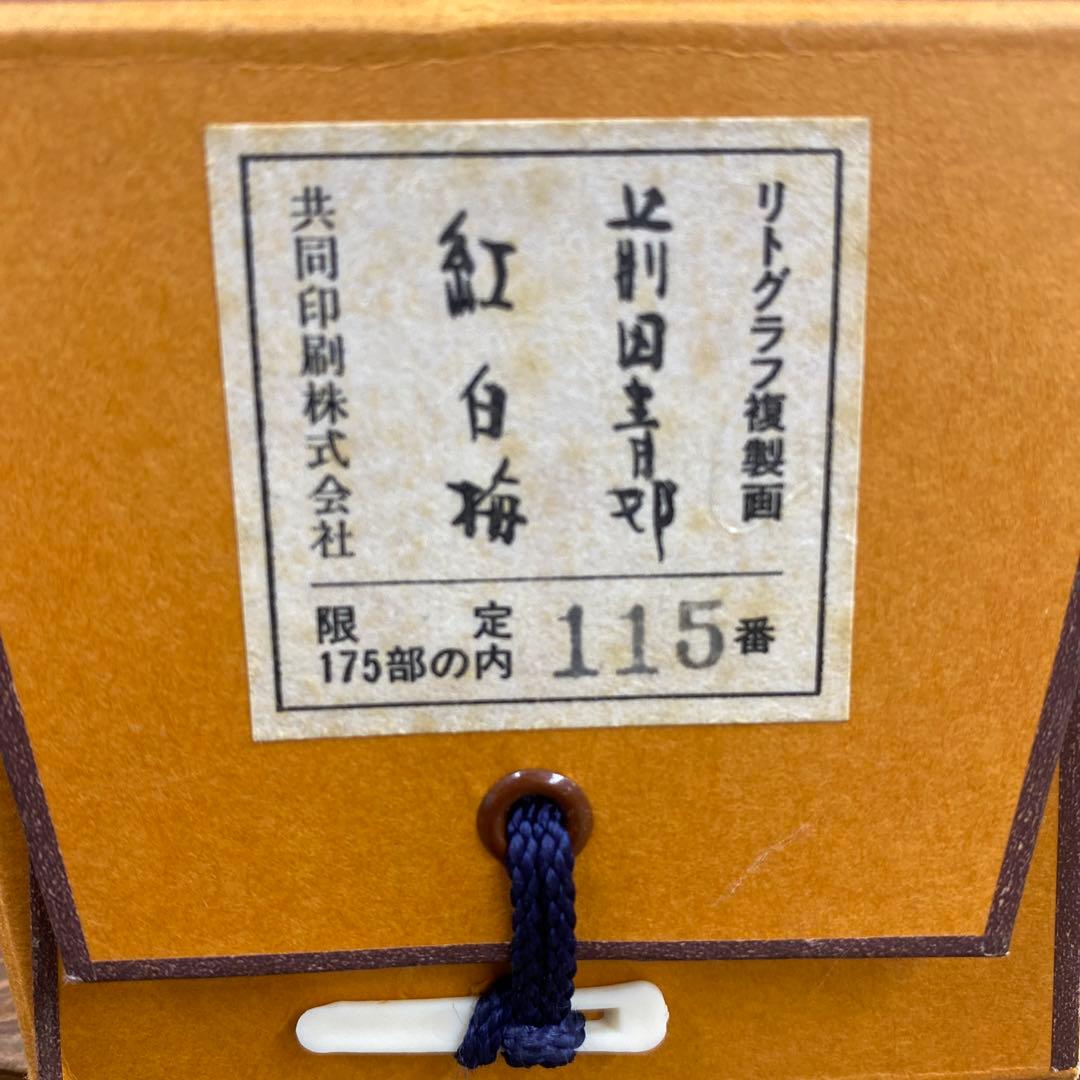 リトグラフ複製画
前田青邨
紅白梅
共同印刷株式会社
限定
175部の内
115番